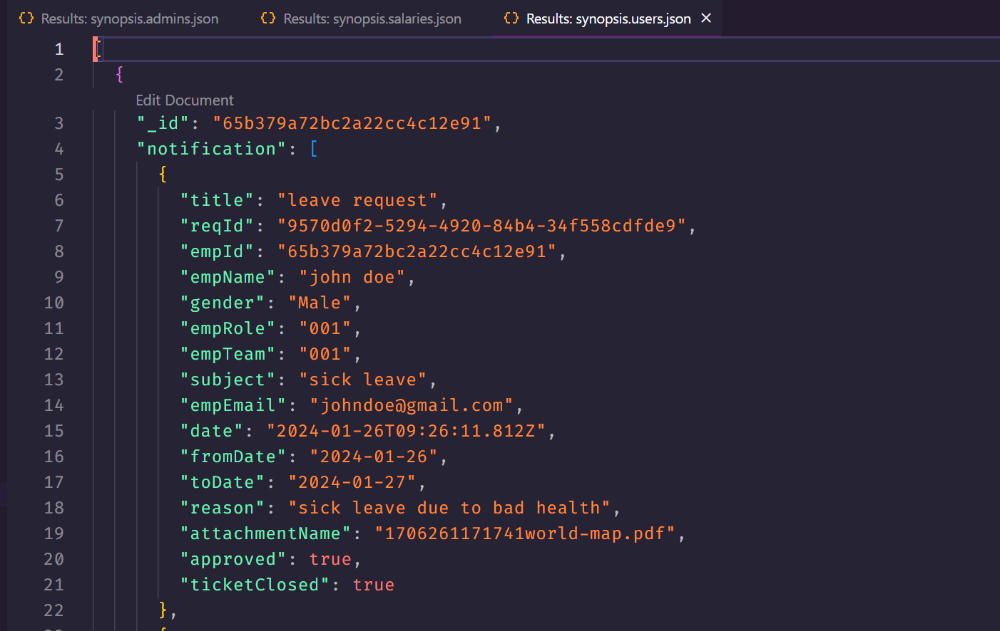 Results: synopsis.admins.json Results: synopsis.salaries.json Results: synopsis.users.json
1 [
2 {
Edit Document
3 "_id": "65b379a72bc2a22cc4c12e91",
4 "notification": [
5 {
6 "title": "leave request",
7 "reqId": "9570d0f2-5294-4920-84b4-34f558cdfde9",
8 "empId": "65b379a72bc2a22cc4c12e91",
9 "empName": "john doe",
10 "gender": "Male",
11 "empRole": "001",
12 "empTeam": "001",
13 "subject": "sick leave",
14 "empEmail": "johndoe@gmail.com",
15 "date": "2024-01-26T09:26:11.812Z",
16 "fromDate": "2024-01-26",
17 "toDate": "2024-01-27",
18 "reason": "sick leave due to bad health",
19 "attachmentName": "1706261171741world-map.pdf",
20 "approved": true,
21 "ticketClosed": true
22 },